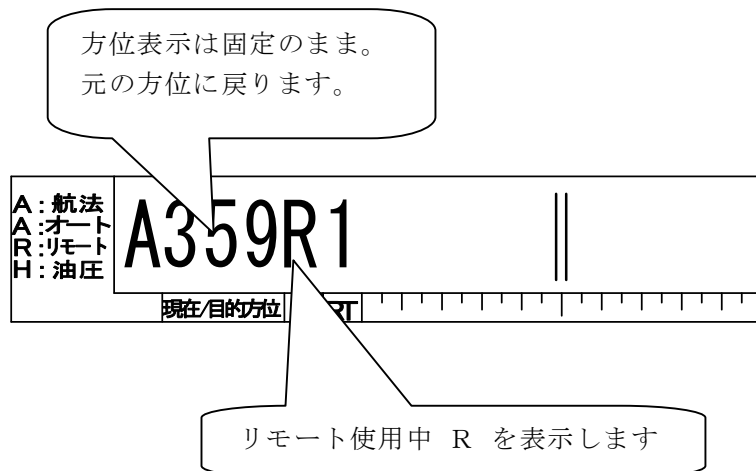 方位表示は固定のまま。
元の方位に戻ります。
A:航法
A:オート
R:リモート
H:油圧
A359R1
現在/目的方位
RT
リモート使用中 R を表示します